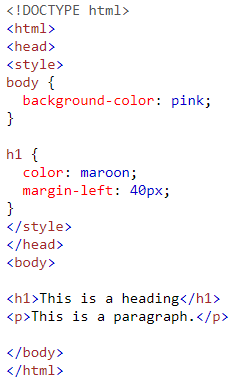 <!DOCTYPE html>
<html>
<head>
<style>
body {
  background-color: pink;
}

h1 {
  color: maroon;
  margin-left: 40px;
}
</style>
</head>
<body>

<h1>This is a heading</h1>
<p>This is a paragraph.</p>

</body>
</html>